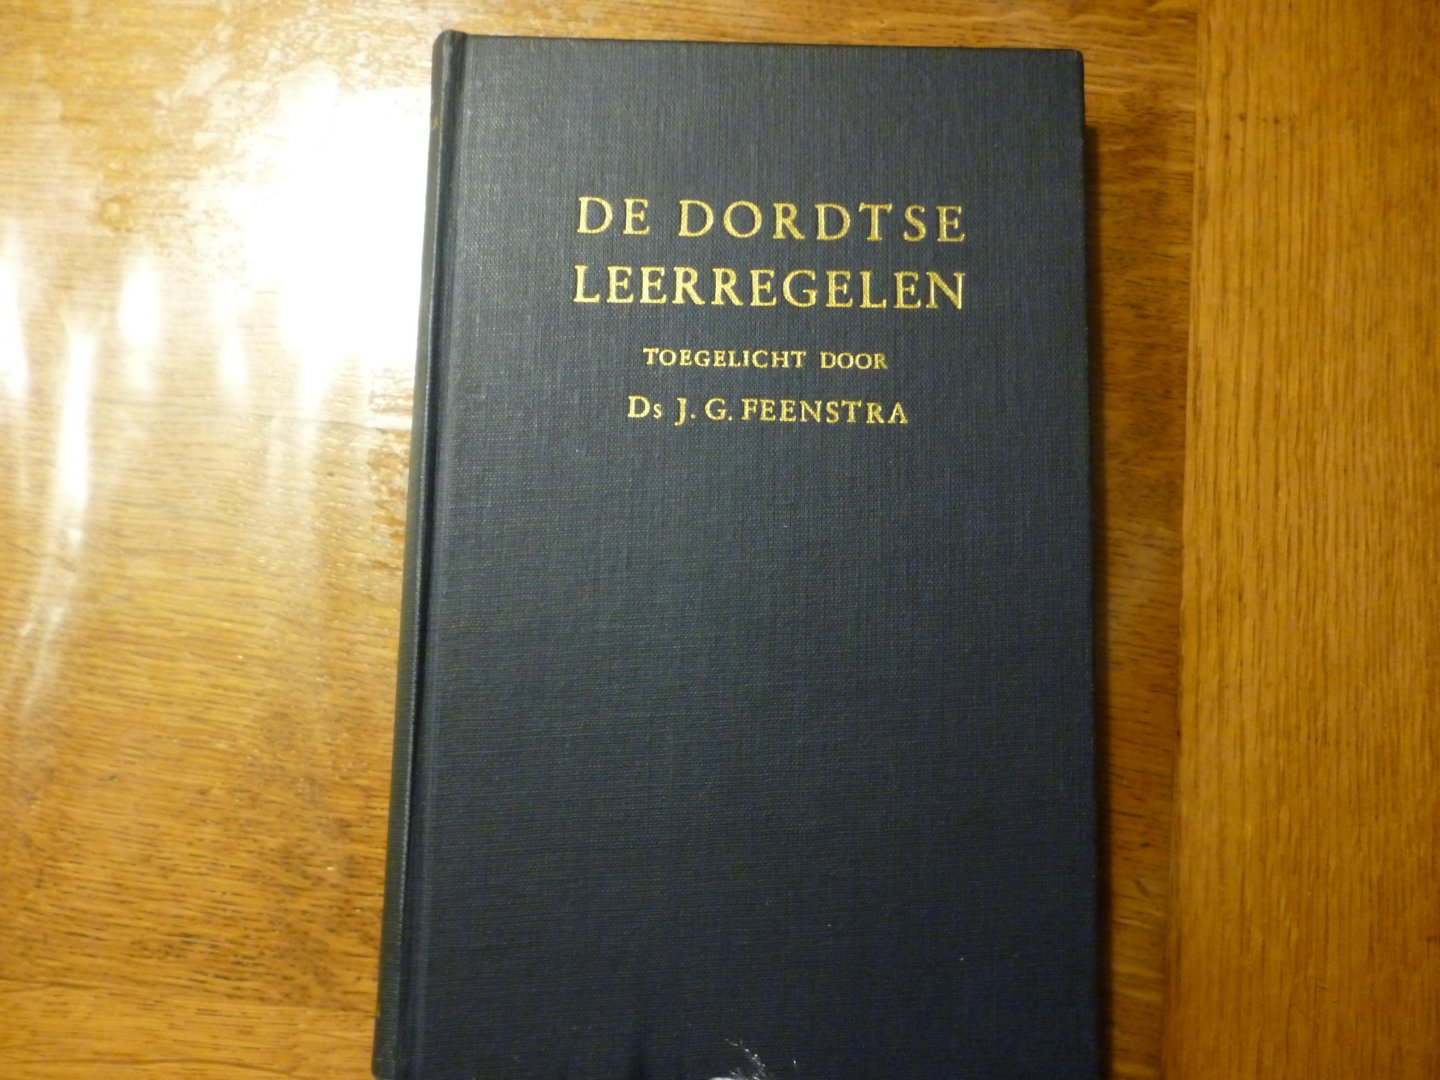 DE DORDTSE
LEERREGELEN
TOEGELICHT DOOR
Ds J. G. FEENSTRA